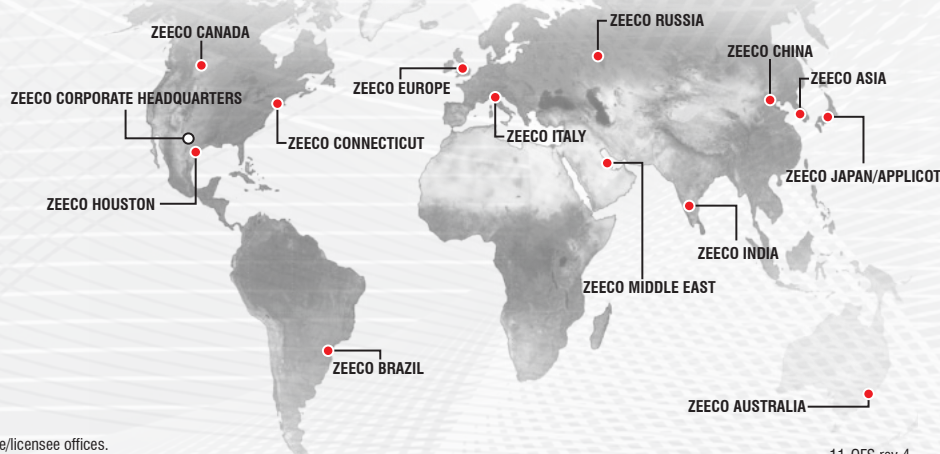 ZEECO RUSSIA
ZEECO CANADA
ZEECO CHINA
ZEECO ASIA
ZEECO EUROPE
ZEECO CORPORATE HEADQUARTERS
ZEECO ITALY
ZEECO CONNECTICUT
ZEECO JAPAN/APPLICOT
ZEECO HOUSTON
ZEECO INDIA
ZEECO MIDDLE EAST
ZEECO BRAZIL
ZEECO AUSTRALIA
e/licensee offices.